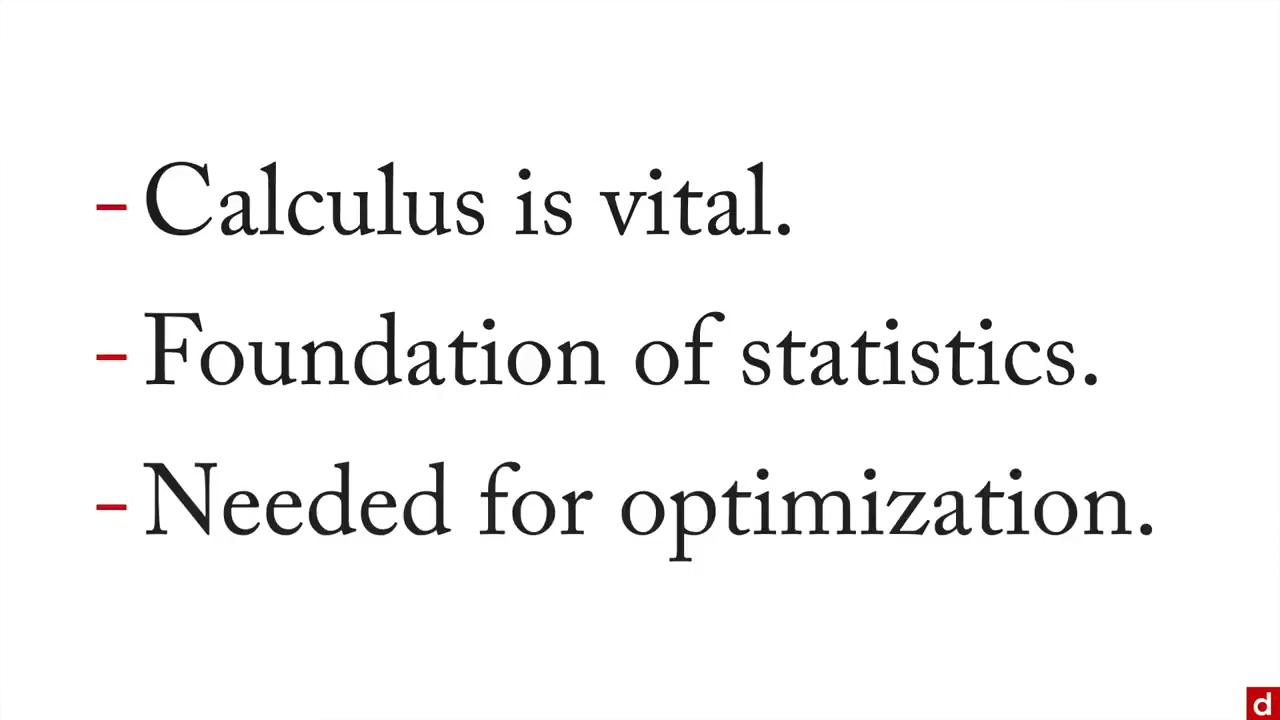 - Calculus is vital.
- Foundation of statistics.
- Needed for optimization.
d